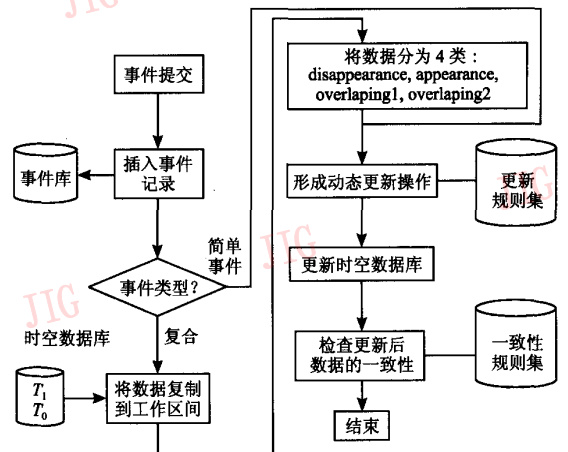 JIG
事件提交
插入事件
记录
事件库
简单
事件
事件类型?
时空数据库
复合
T₁
T₀
将数据复制
到工作区间
将数据分为 4 类:
disappearance, appearance,
overlaping1, overlaping2
形成动态更新操作
更新
规则集
JIG
更新时空数据库
JIG
检查更新后
数据的一致性
一致性
规则集
结束
JIG